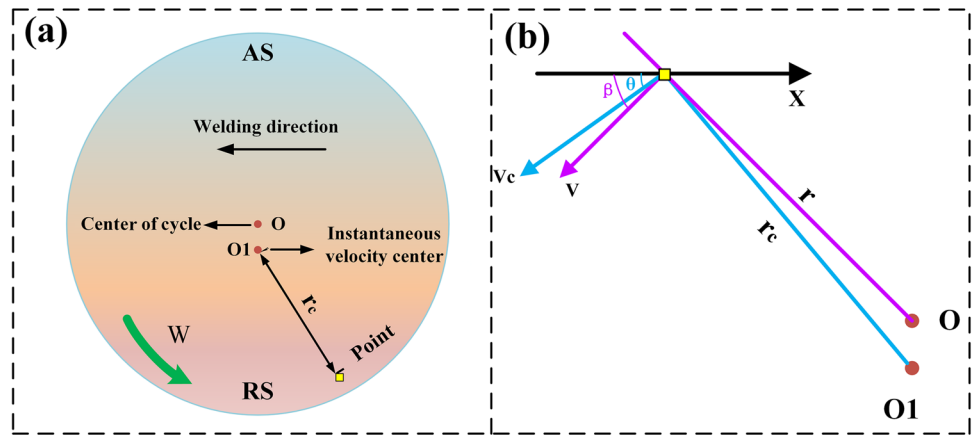 (a)
AS
Welding direction
Center of cycle
O
O1
Instantaneous
velocity center
rc
Point
W
RS
(b)
X
β
θ
Vc
V
r
rc
O
O1